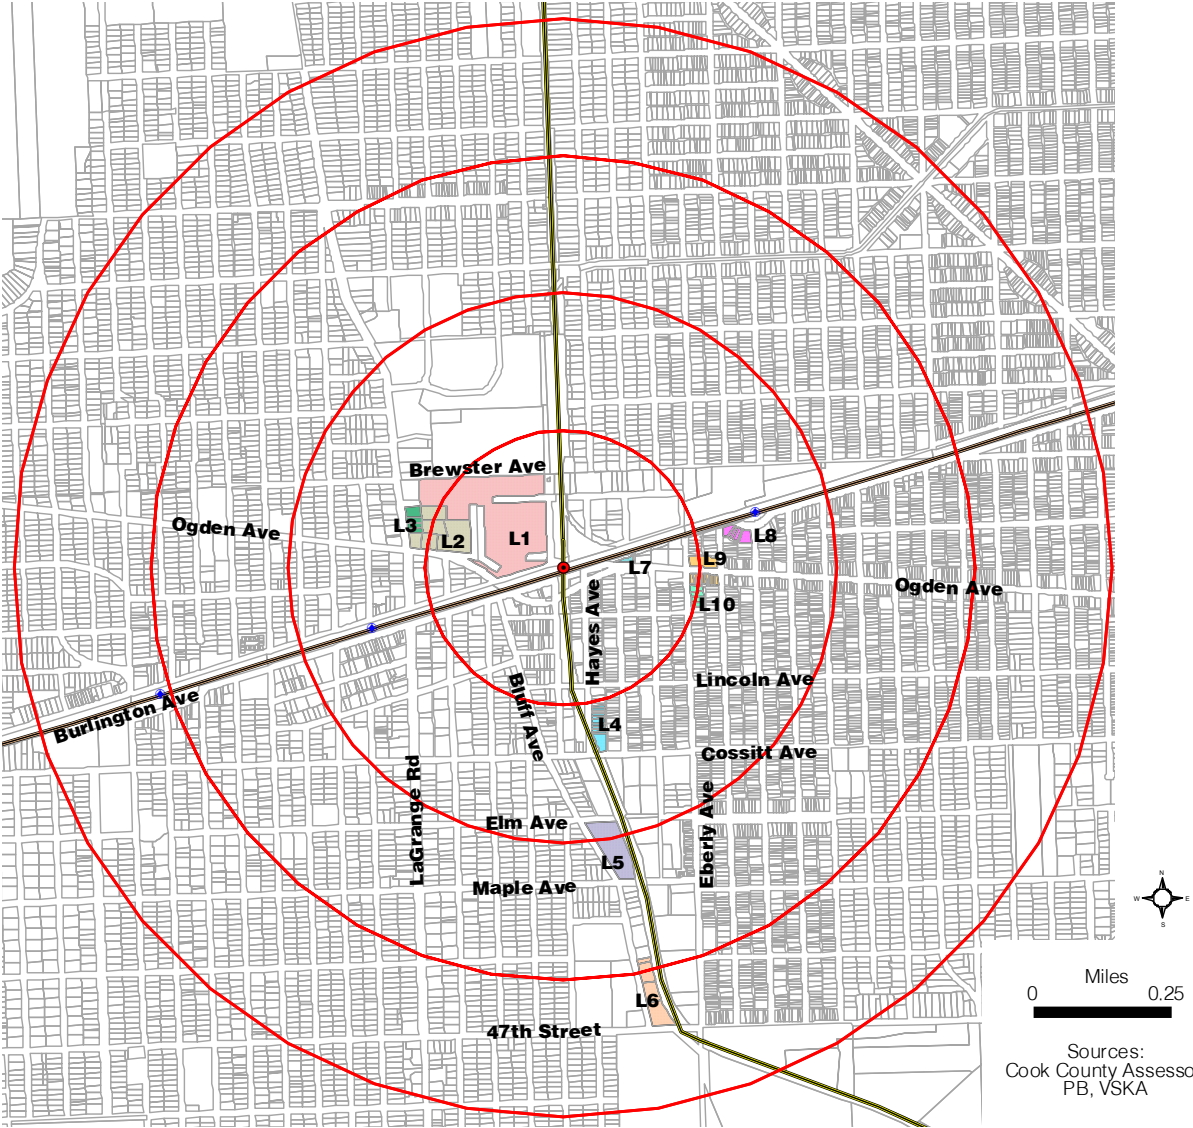 Brewster Ave
Ogden Ave
L3
L2
L1
L8
L7
L9
Ogden Ave
L10
Hayes Ave
Lincoln Ave
Bluff Ave
Burlington Ave
L4
Cossitt Ave
LaGrange Rd
Eberly Ave
Elm Ave
L5
Maple Ave
N
W E
S
Miles
0 0.25
L6
47th Street
Sources:
Cook County Assesso
PB, VSKA